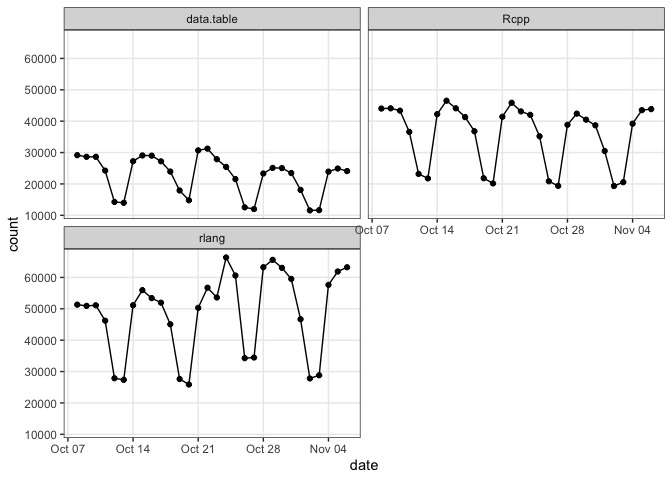 data.table
Rcpp
60000
50000
40000
30000
20000
10000
Oct 07 Oct 14 Oct 21 Oct 28 Nov 04
count
rlang
60000
50000
40000
30000
20000
10000
Oct 07 Oct 14 Oct 21 Oct 28 Nov 04
date